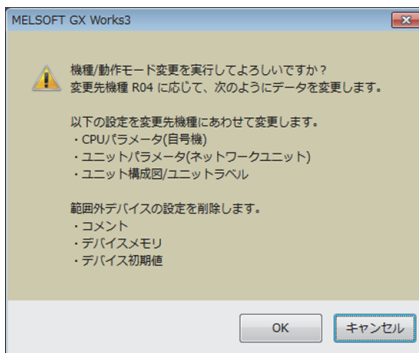 MELSOFT GX Works3
機種/動作モード変更を実行してよろしいですか？
変更先機種 R04 に応じて、次のようにデータを変更します。
以下の設定を変更先機種にあわせて変更します。
・CPUパラメータ(自号機)
・ユニットパラメータ(ネットワークユニット)
・ユニット構成図/ユニットラベル
範囲外デバイスの設定を削除します。
・コメント
・デバイスメモリ
・デバイス初期値
OK
キャンセル